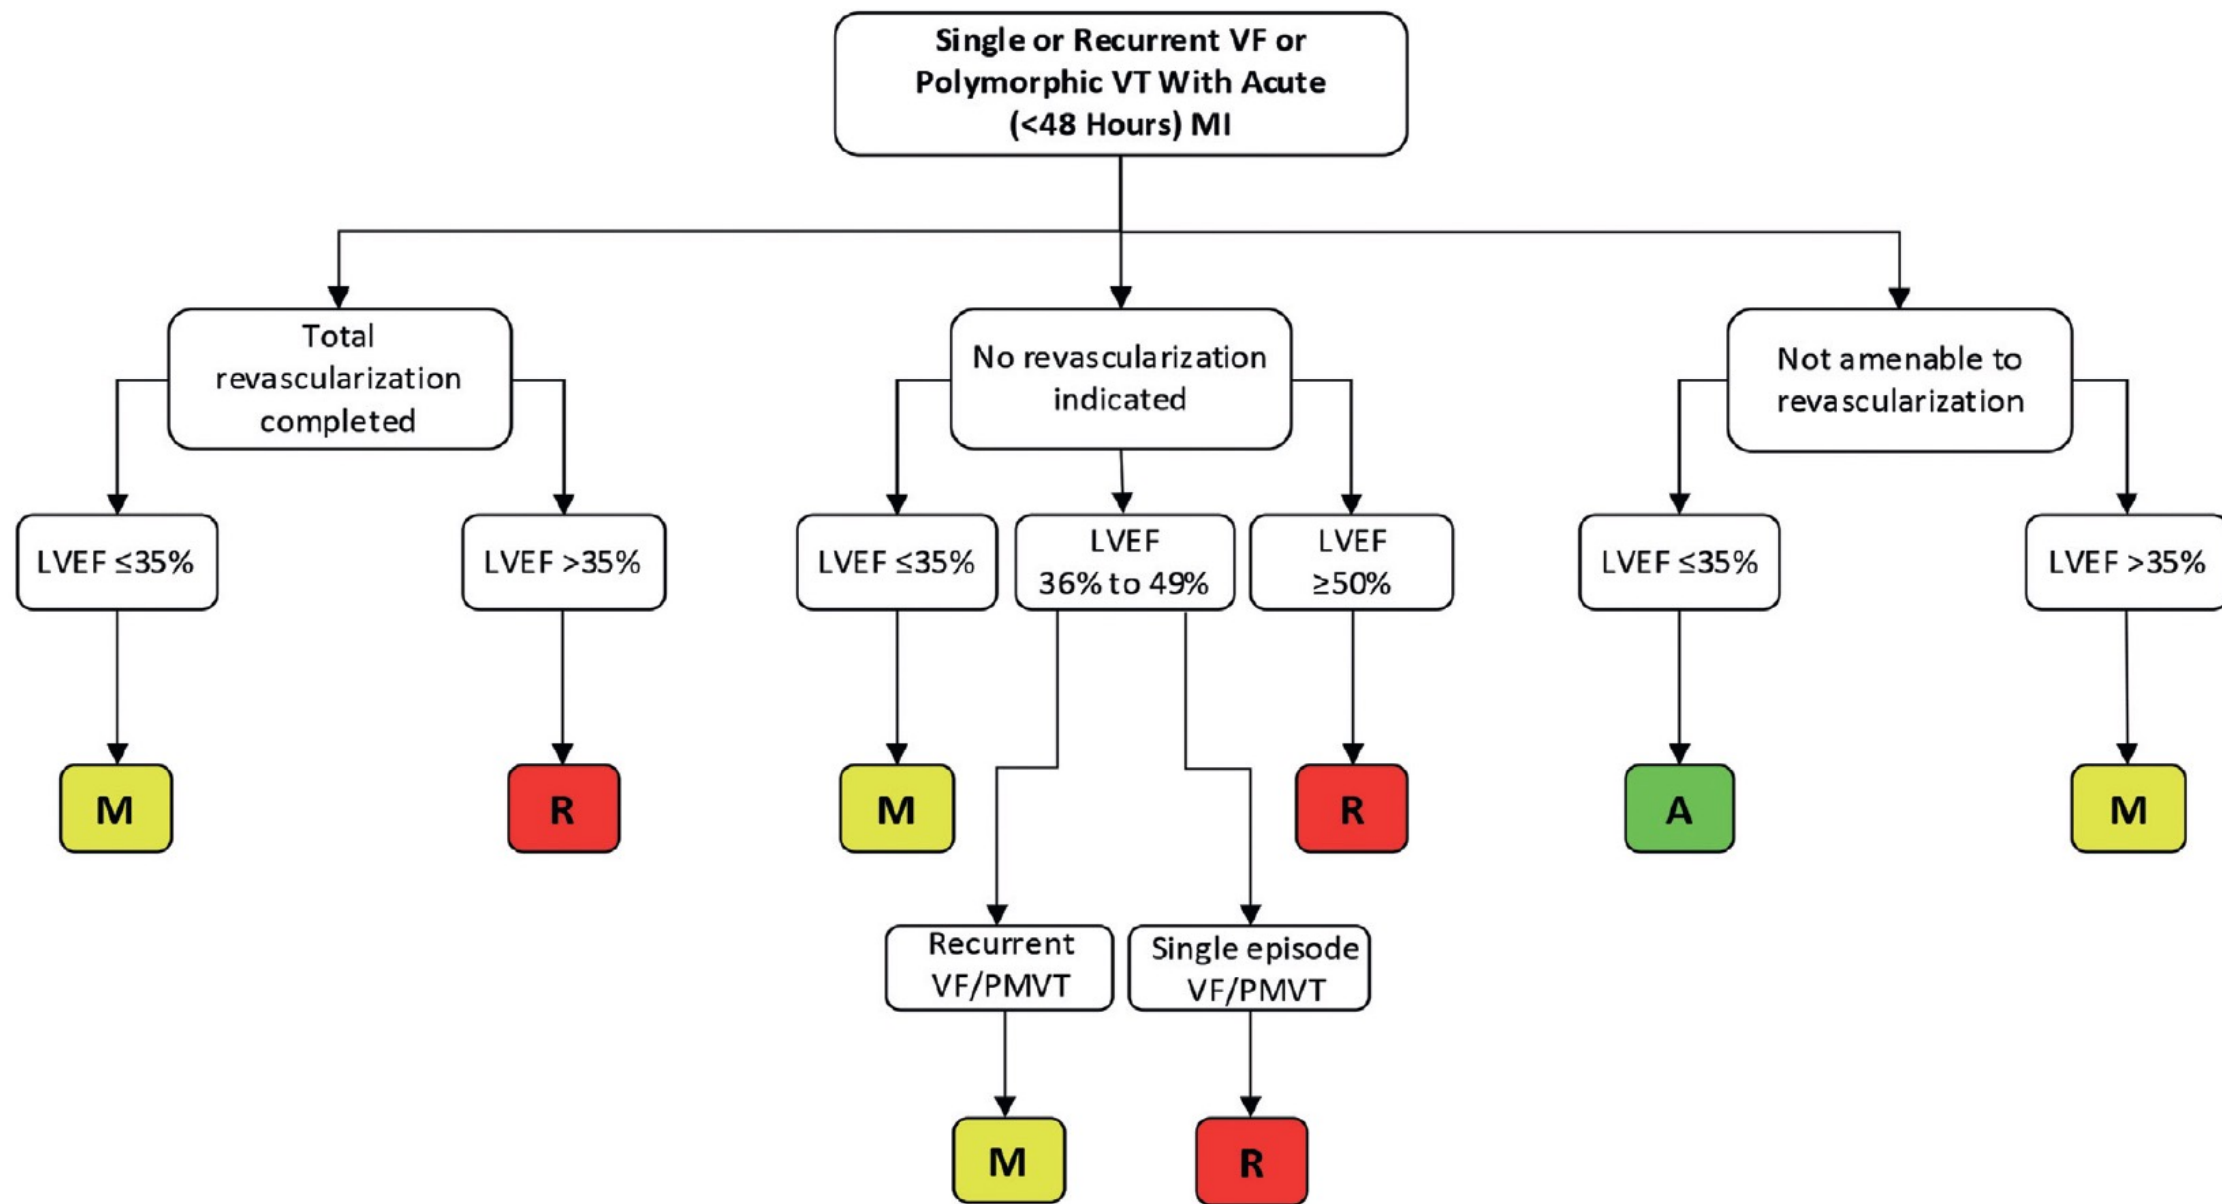 Single or Recurrent VF or
Polymorphic VT With Acute
(<48 Hours) MI
Total
revascularization
completed
No revascularization
indicated
Not amenable to
revascularization
LVEF ≤35%
LVEF >35%
LVEF ≤35%
LVEF
36% to 49%
LVEF
≥50%
LVEF ≤35%
LVEF >35%
M
R
M
R
A
M
Recurrent
VF/PMVT
Single episode
VF/PMVT
M
R